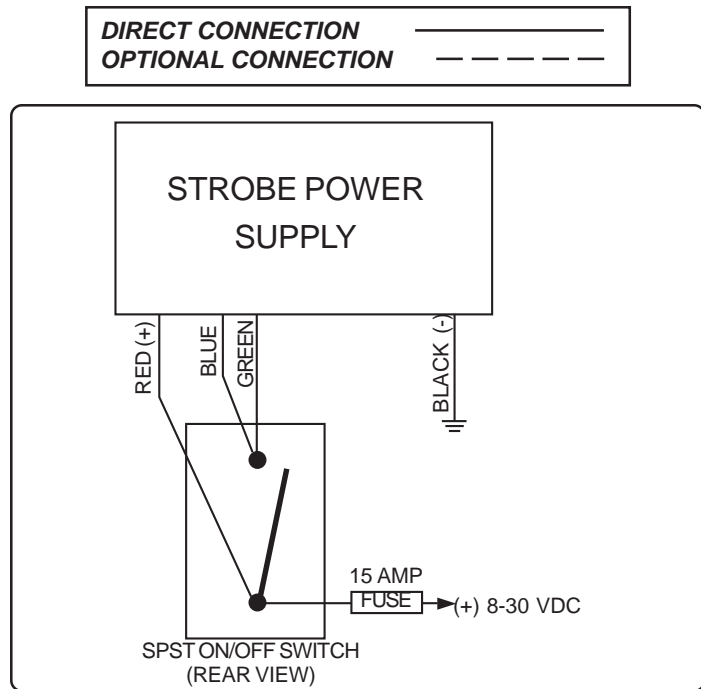 DIRECT CONNECTION
OPTIONAL CONNECTION
STROBE POWER
SUPPLY
RED (+)
BLUE
GREEN
BLACK (-)
15 AMP
FUSE
(+) 8-30 VDC
SPST ON/OFF SWITCH
(REAR VIEW)